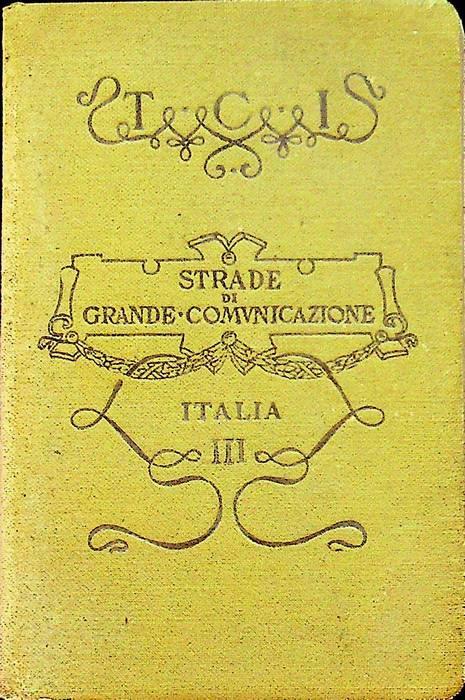 T·C·I
STRADE
DI
GRANDE·COMVNICAZIONE
ITALIA
III